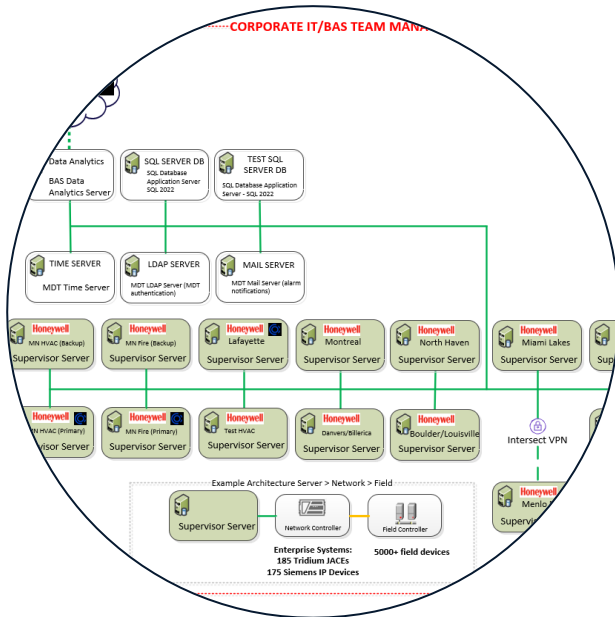 CORPORATE IT/BAS TEAM
Data Analytics
BAS Data
Analytics Server
SQL SERVER DB
SQL Database
Application Server
SQL 2022
TEST SQL
SERVER DB
SQL Database Application
Server - SQL 2022
TIME SERVER
MDT Time Server
LDAP SERVER
MDT LDAP Server (MDT
authentication)
MAIL SERVER
MDT Mail Server (alarm
notifications)
Honeywell
MN HVAC (Backup)
Supervisor Server
Honeywell
MN Fire (Backup)
Supervisor Server
Honeywell
Lafayette
Supervisor Server
Honeywell
Montreal
Supervisor Server
Honeywell
North Haven
Supervisor Server
Honeywell
Miami Lakes
Supervisor Server
Honeywell
MN HVAC (Primary)
Server
Honeywell
MN Fire (Primary)
Supervisor Server
Honeywell
Test HVAC
Supervisor Server
Honeywell
Danvers/Billerica
Supervisor Server
Honeywell
Boulder/Louisville
Supervisor Server
Intersect VPN
Honeywell
Menlo
Example Architecture Server > Network > Field
Supervisor Server
Network Controller
Field Controller
Enterprise Systems:
185 Tridium JACEs
175 Siemens IP Devices
5000+ field devices